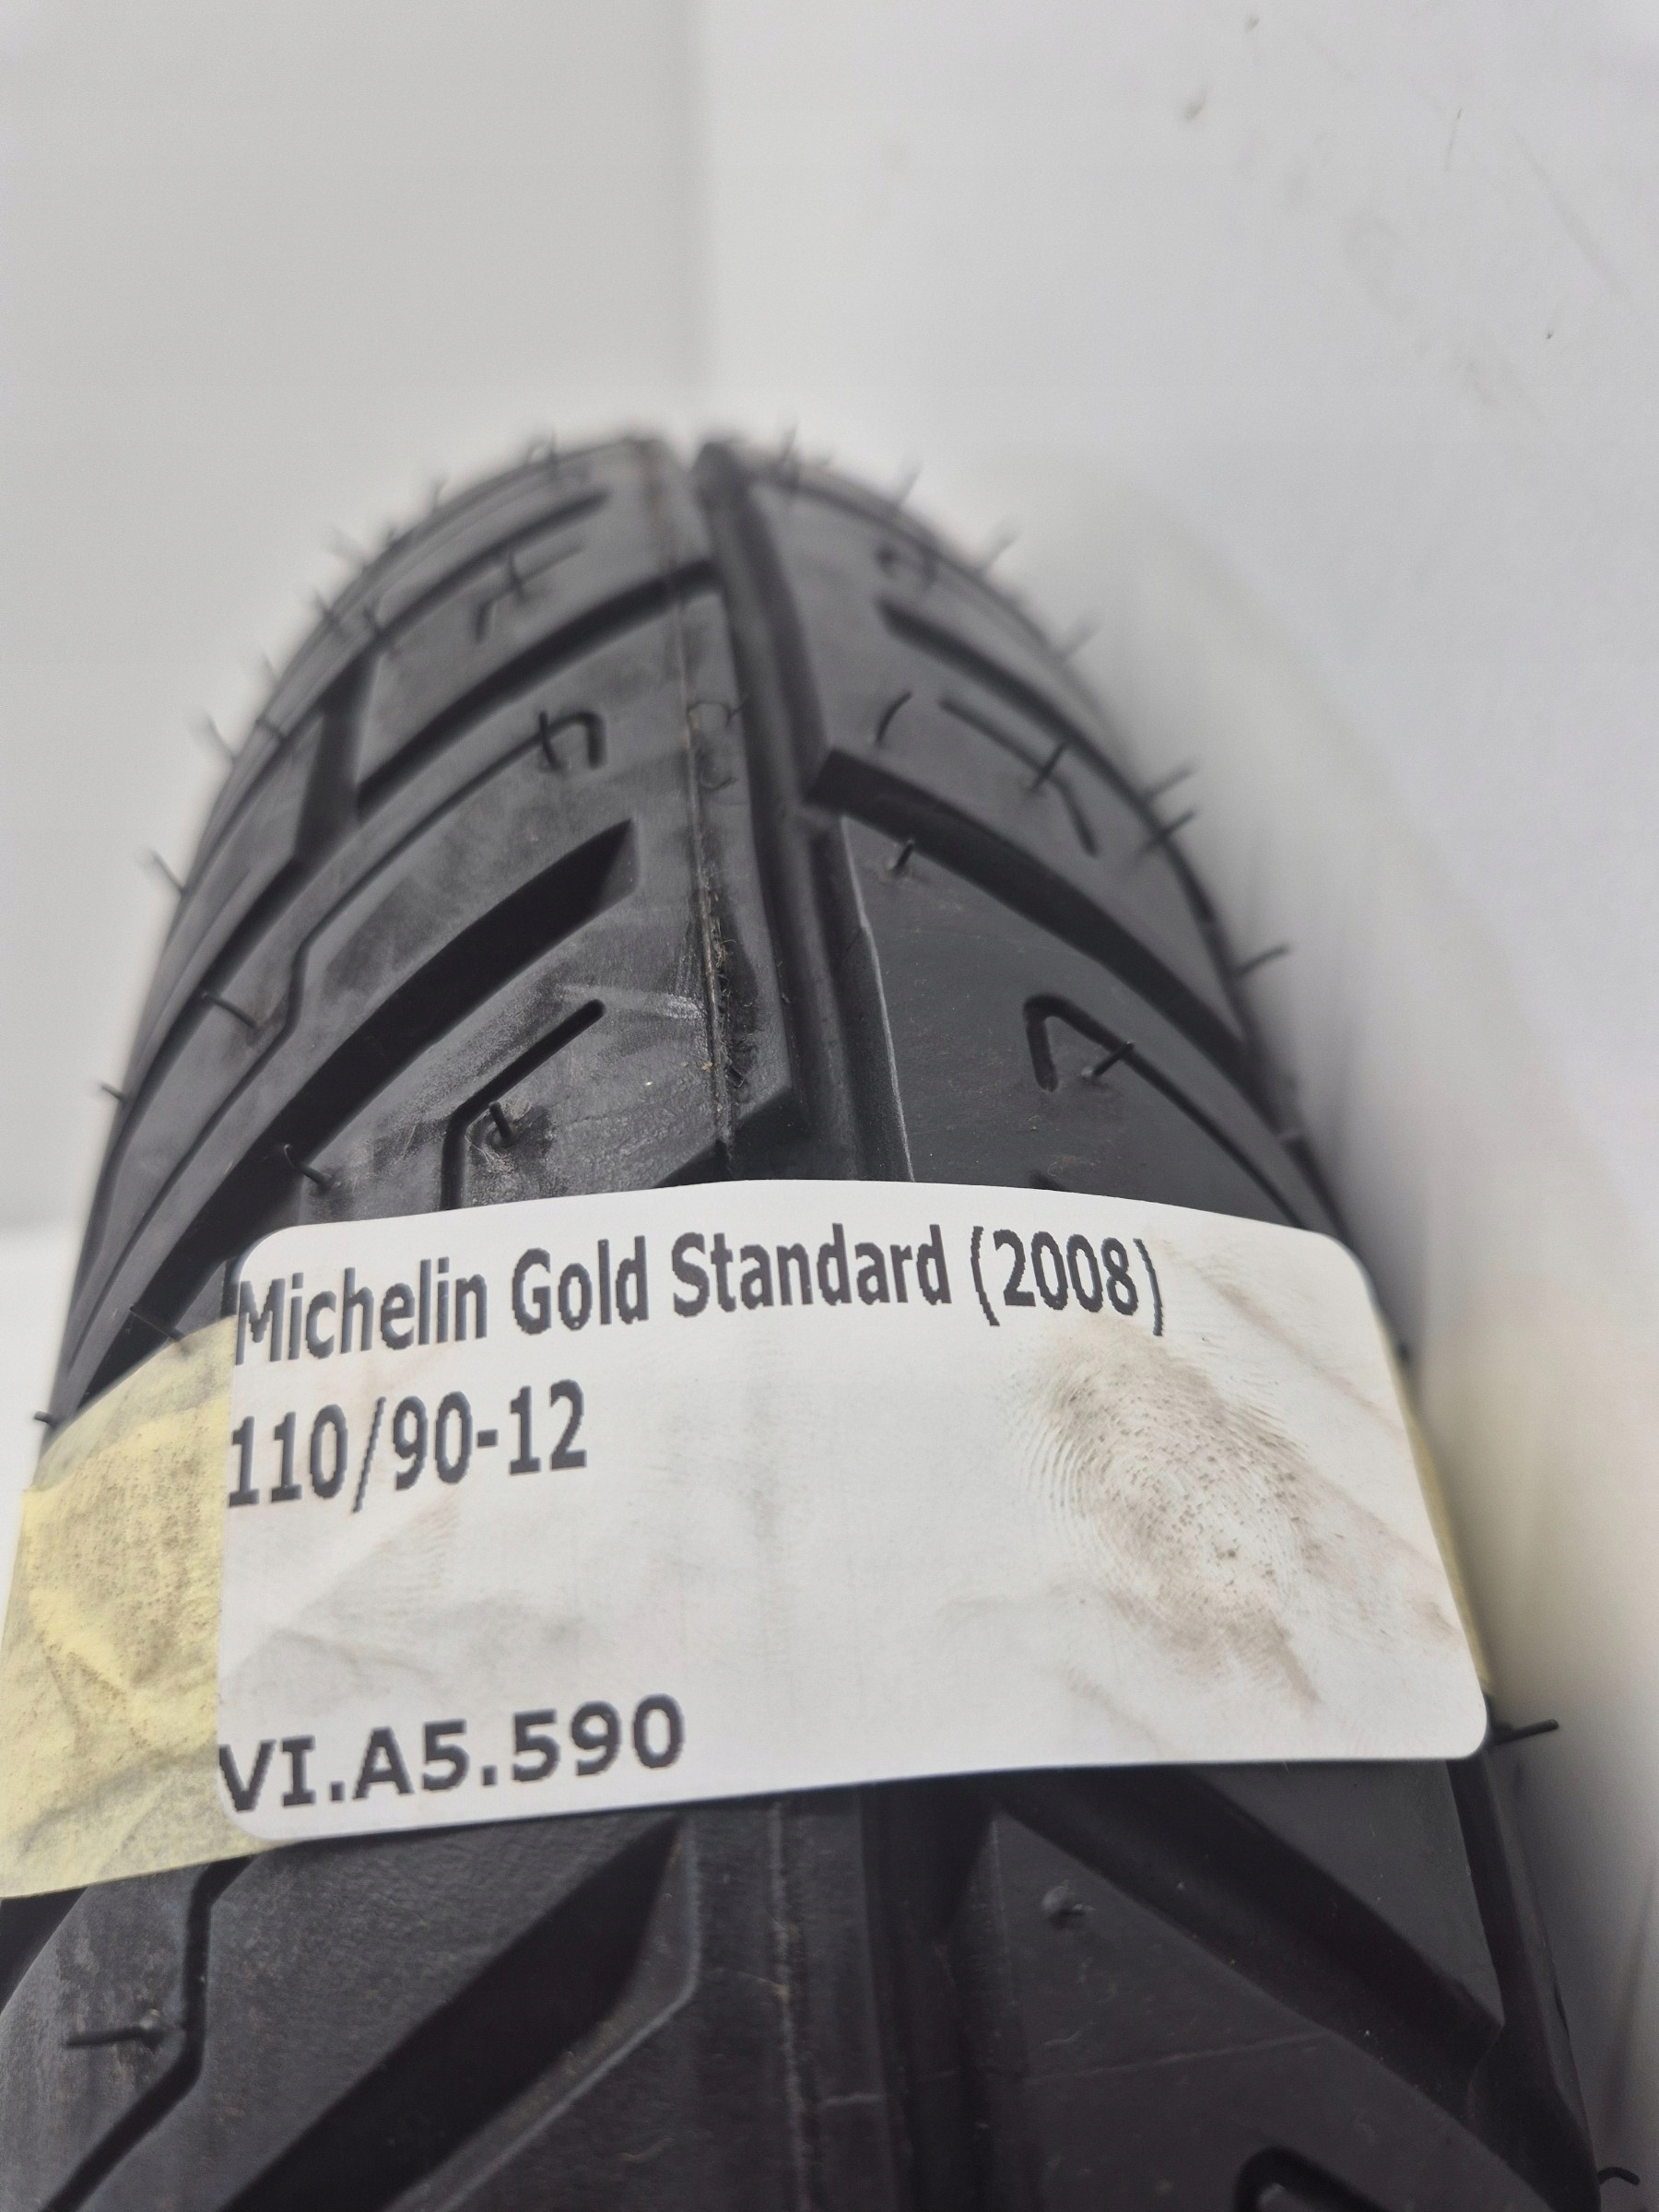 Michelin Gold Standard (2008)
110/90-12
VI.A5.590